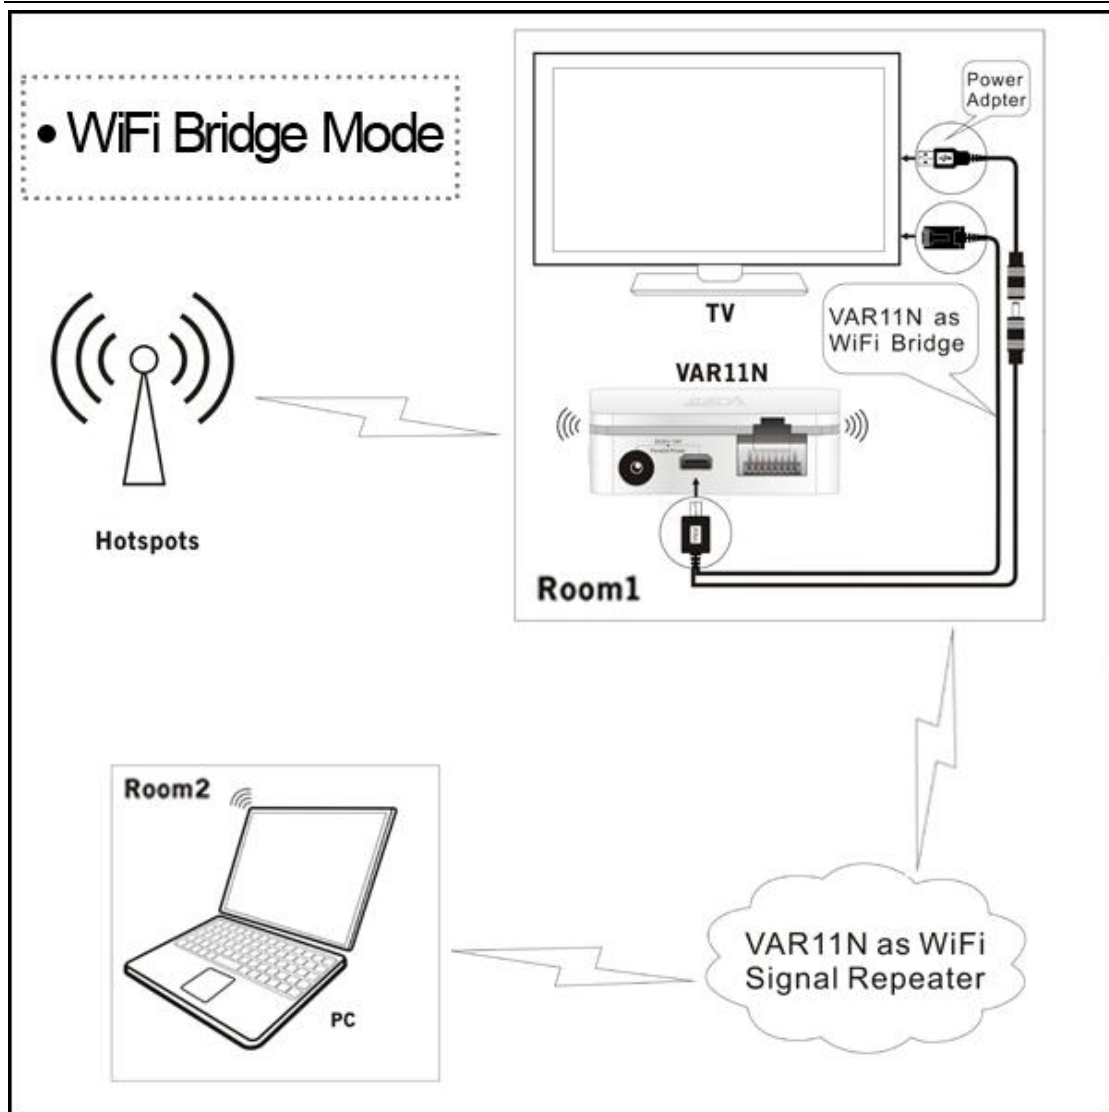 • WiFi Bridge Mode
Power
Adpter
TV
VAR11N as
WiFi Bridge
VAR11N
Hotspots
Room1
Room2
PC
VAR11N as WiFi
Signal Repeater